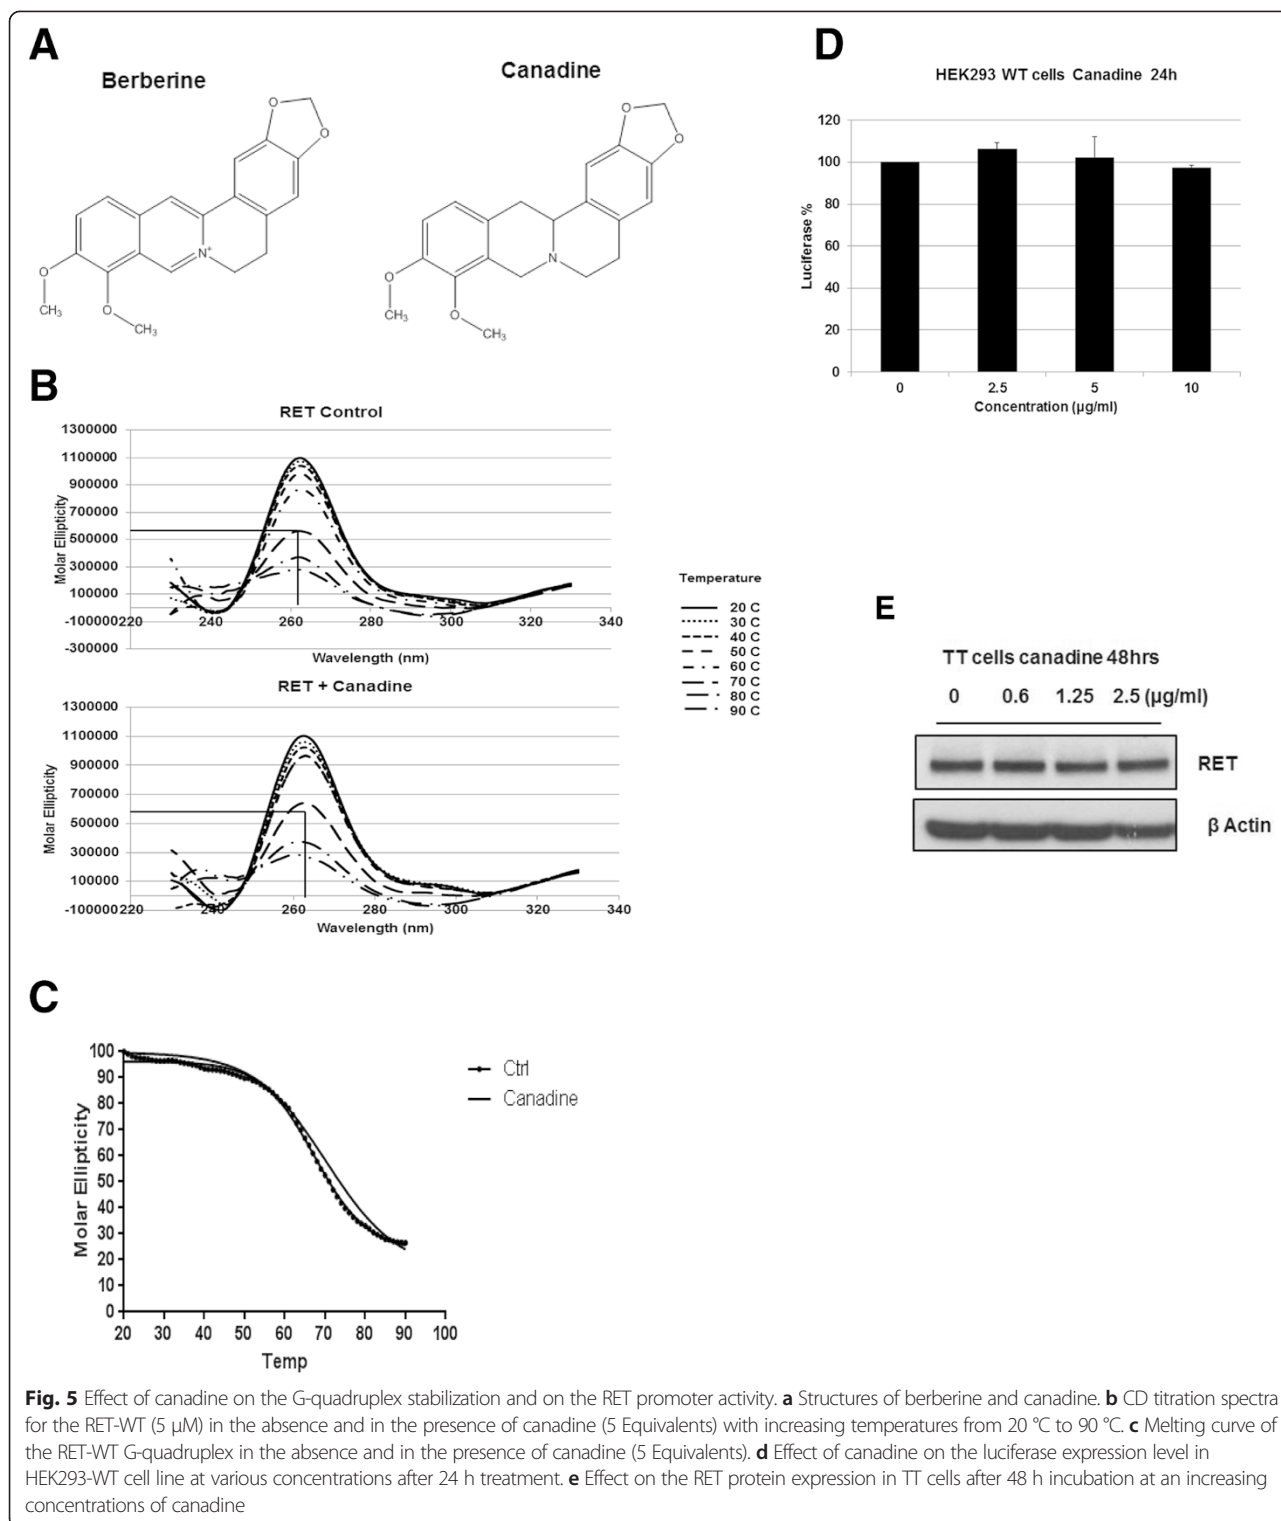 A
Berberine
Canadine
O
O
N+
O
O
CH3
CH3
O
O
N
O
O
CH3
CH3
D
HEK293 WT cells Canadine 24h
Luciferase %
120
100
80
60
40
20
0
0 2.5 5 10
Concentration (µg/ml)
B
RET Control
Molar Ellipticity
1300000
1100000
900000
700000
500000
300000
100000
-100000
-300000
220 240 260 280 300 320 340
Wavelength (nm)
RET + Canadine
Molar Ellipticity
1300000
1100000
900000
700000
500000
300000
100000
-100000
220 240 260 280 300 320 340
Wavelength (nm)
Temperature
20 C
30 C
40 C
50 C
60 C
70 C
80 C
90 C
E
TT cells canadine 48hrs
0 0.6 1.25 2.5 (µg/ml)
RET
β Actin
C
Molar Ellipticity
100
90
80
70
60
50
40
30
20
10
0
20 30 40 50 60 70 80 90 100
Temp
Ctrl
Canadine
Fig. 5 Effect of canadine on the G-quadruplex stabilization and on the RET promoter activity. a Structures of berberine and canadine. b CD titration spectra
for the RET-WT (5 µM) in the absence and in the presence of canadine (5 Equivalents) with increasing temperatures from 20 °C to 90 °C. c Melting curve of
the RET-WT G-quadruplex in the absence and in the presence of canadine (5 Equivalents). d Effect of canadine on the luciferase expression level in
HEK293-WT cell line at various concentrations after 24 h treatment. e Effect on the RET protein expression in TT cells after 48 h incubation at an increasing
concentrations of canadine